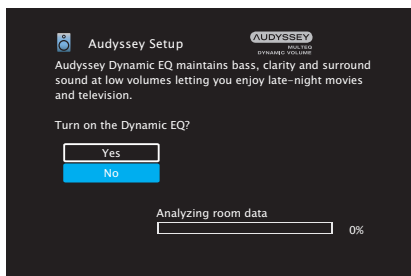 Audyssey Setup
AUDYSSEY
MULTEQ
DYNAMIC VOLUME
Audyssey Dynamic EQ maintains bass, clarity and surround
sound at low volumes letting you enjoy late-night movies
and television.
Turn on the Dynamic EQ?
Yes
No
Analyzing room data
0%